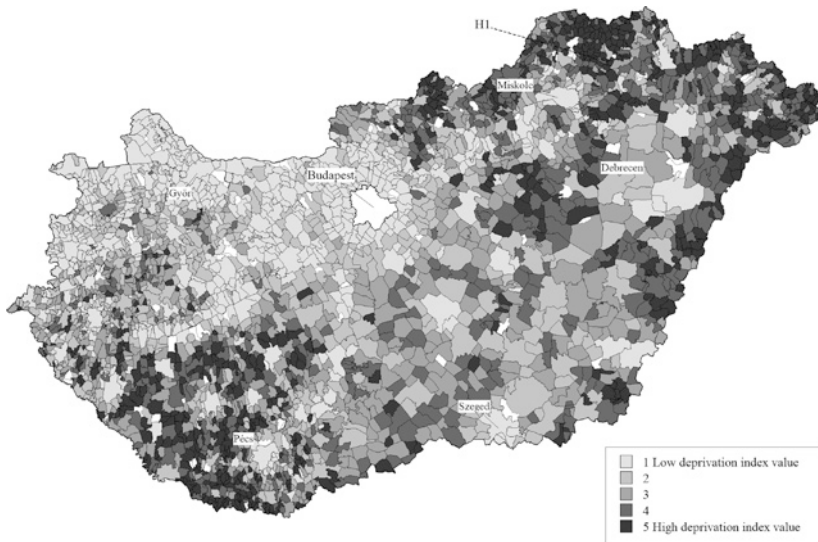 H1
Miskolc
Debrecen
Budapest
Győr
Szeged
Pécs
1 Low deprivation index value
2
3
4
5 High deprivation index value